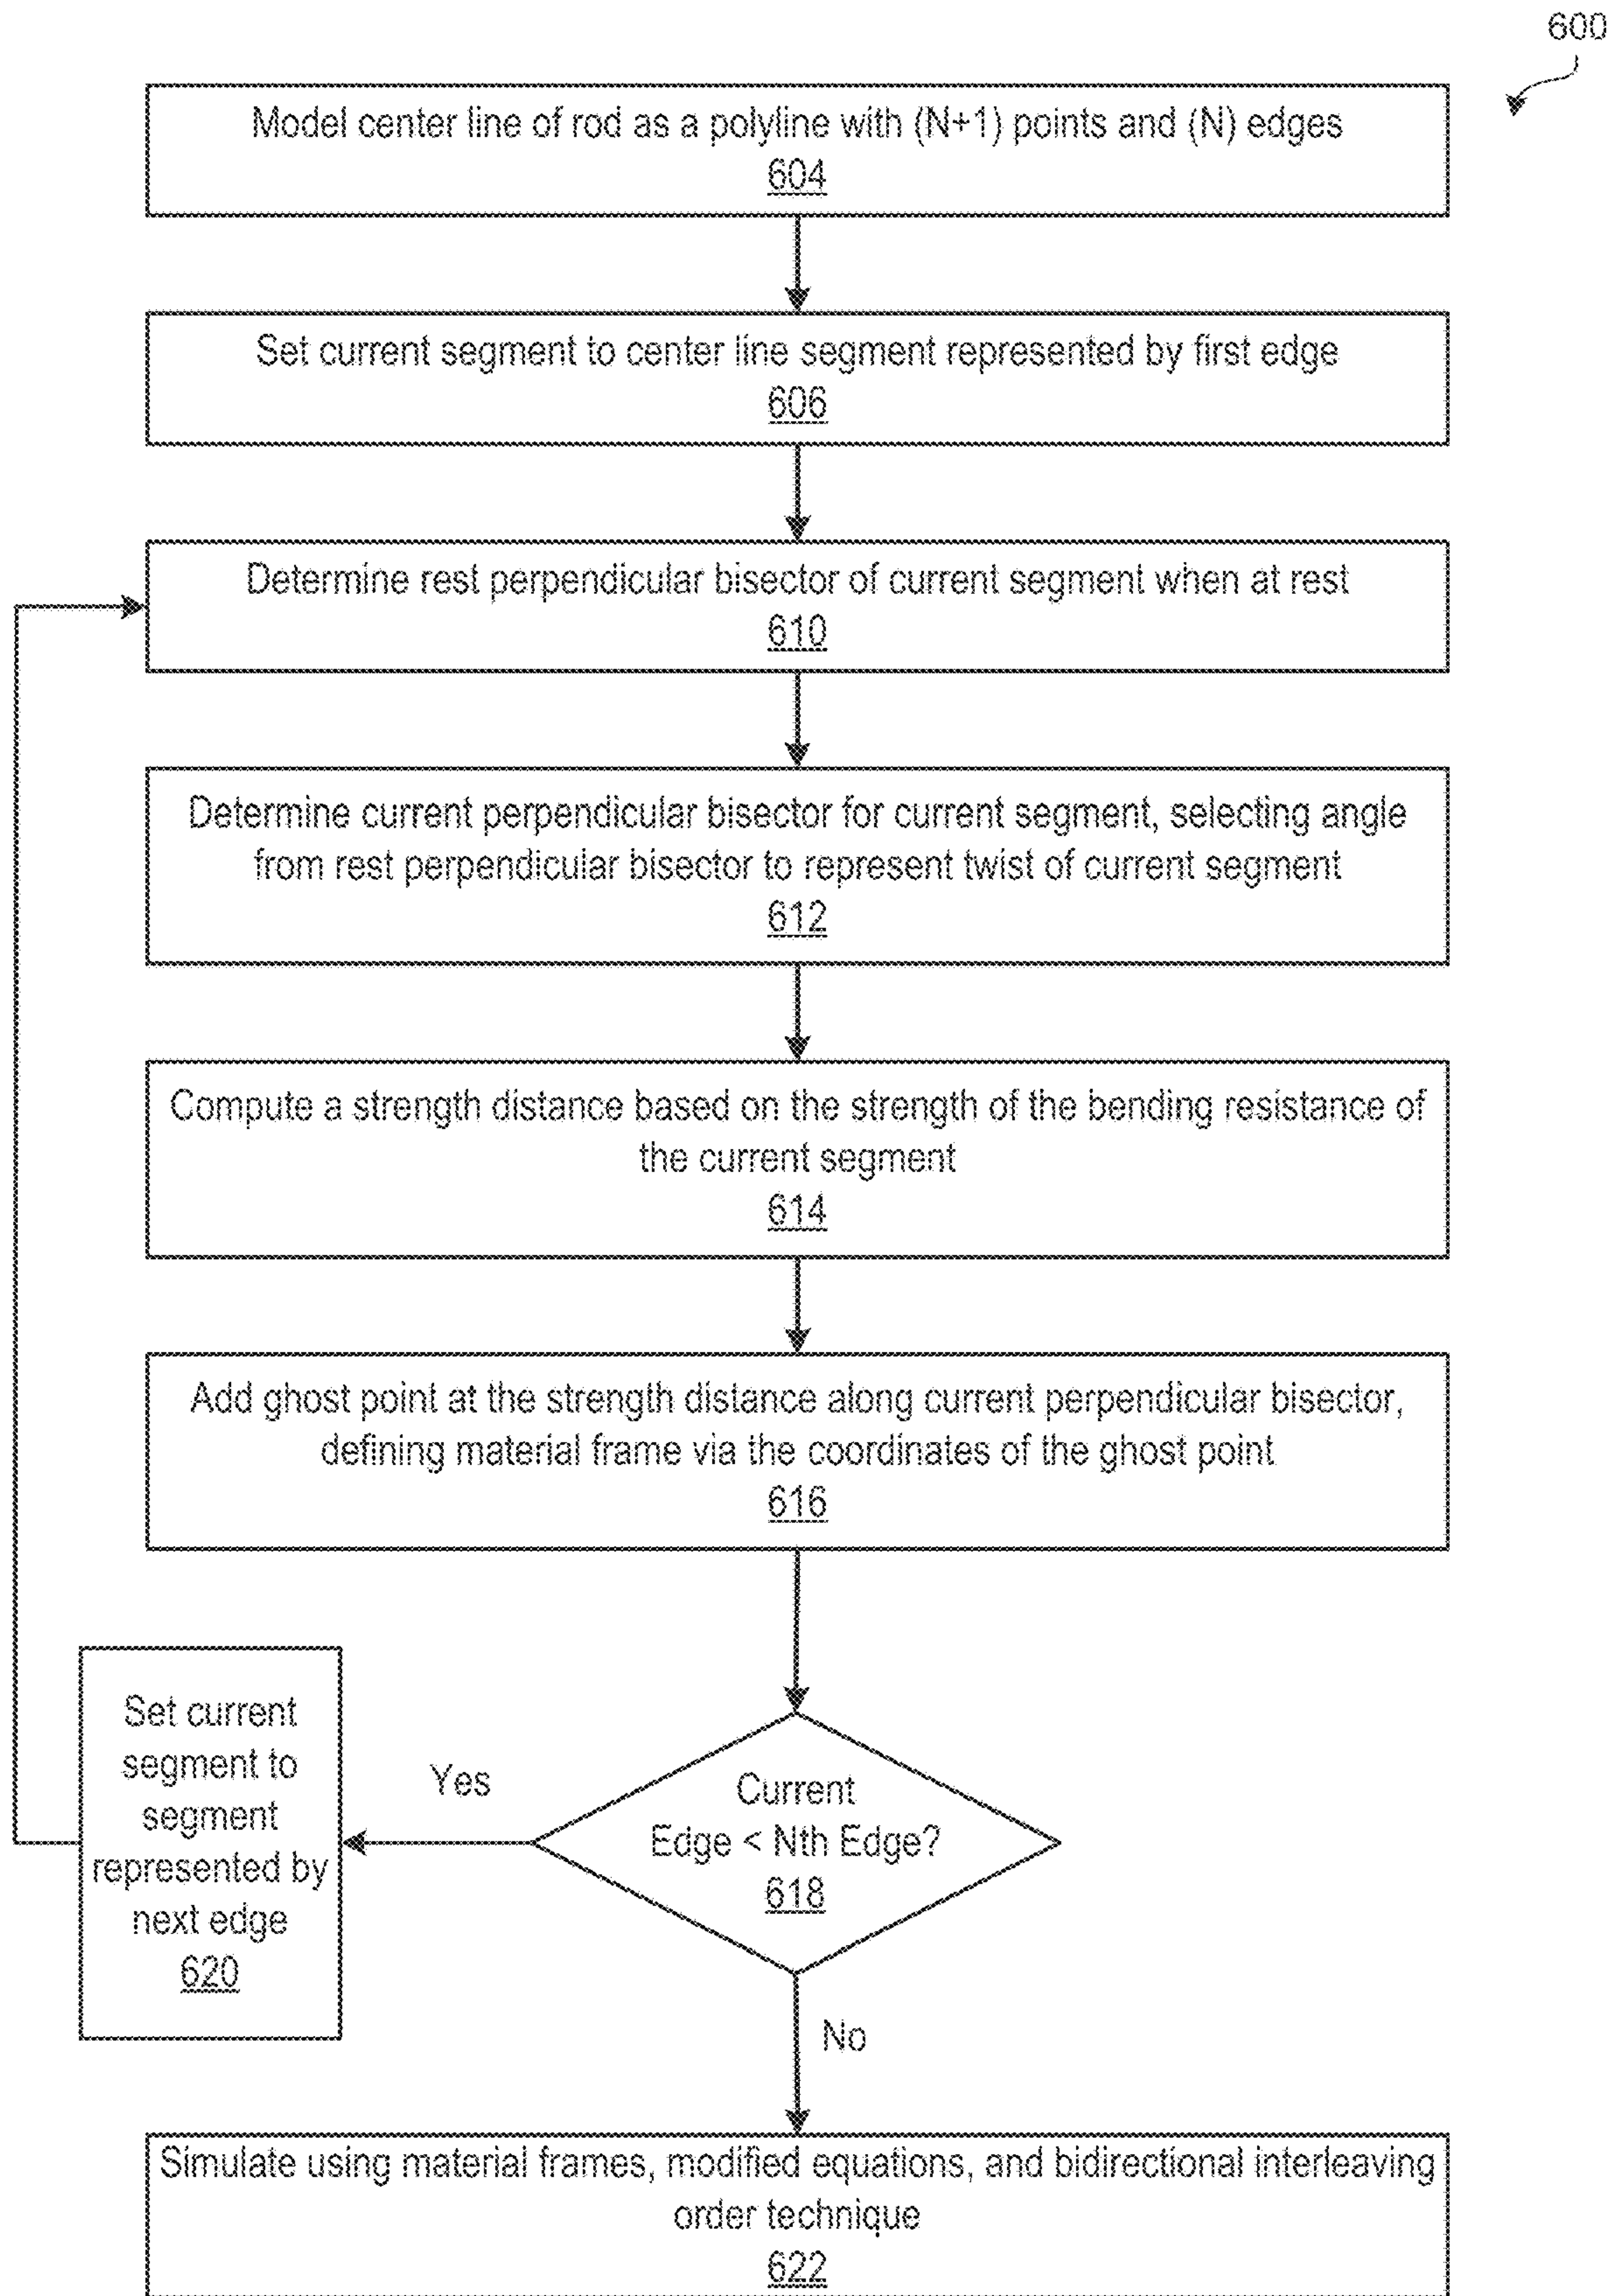 600
Model center line of rod as a polyline with (N+1) points and (N) edges
604
Set current segment to center line segment represented by first edge
606
Determine rest perpendicular bisector of current segment when at rest
610
Determine current perpendicular bisector for current segment, selecting angle
from rest perpendicular bisector to represent twist of current segment
612
Compute a strength distance based on the strength of the bending resistance of
the current segment
614
Add ghost point at the strength distance along current perpendicular bisector,
defining material frame via the coordinates of the ghost point
616
Set current
segment to
segment
represented by
next edge
620
Yes
Current
Edge < Nth Edge?
618
No
Simulate using material frames, modified equations, and bidirectional interleaving
order technique
622